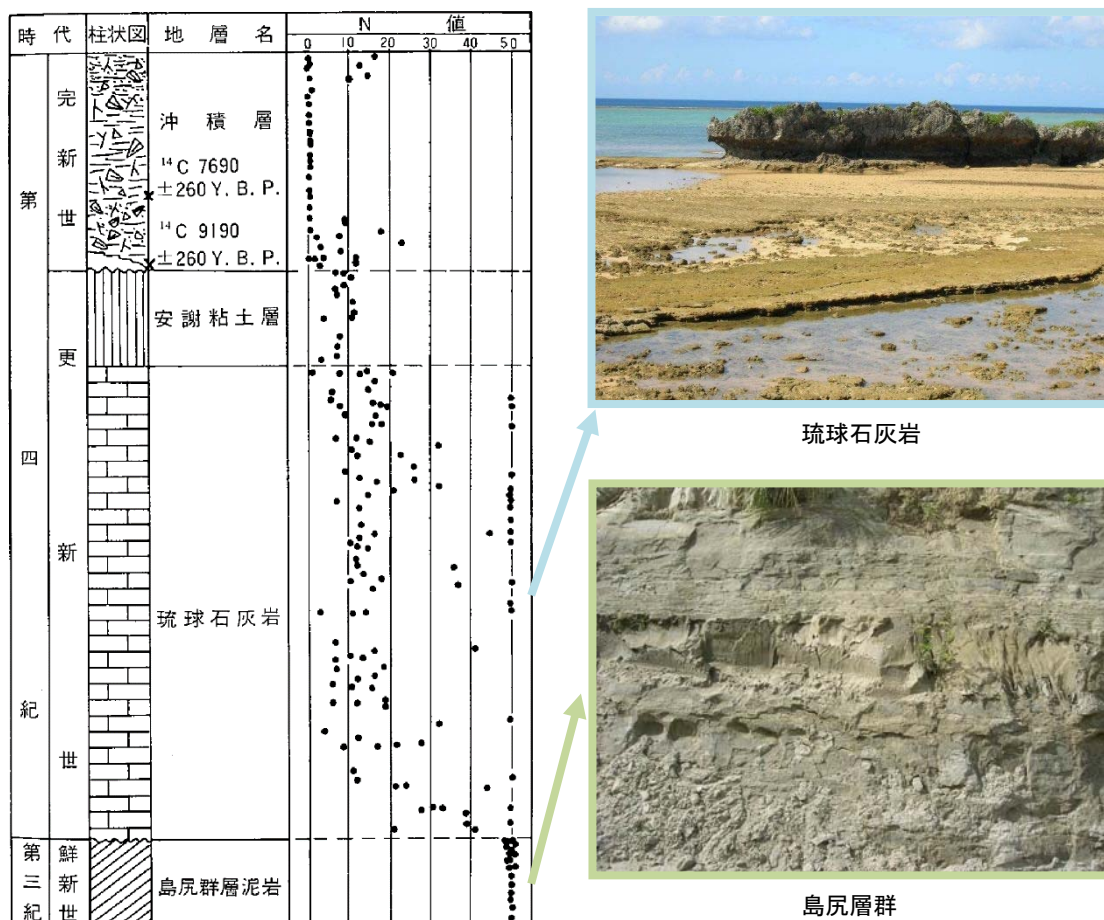 時代 柱状図 地層名 N 値
0 10 20 30 40 50
第四紀
完新世
沖積層
¹⁴C 7690
±260 Y. B. P.
¹⁴C 9190
±260 Y. B. P.
更新世
安謝粘土層
琉球石灰岩
第三紀
鮮新世
島尻群層泥岩
琉球石灰岩
島尻層群